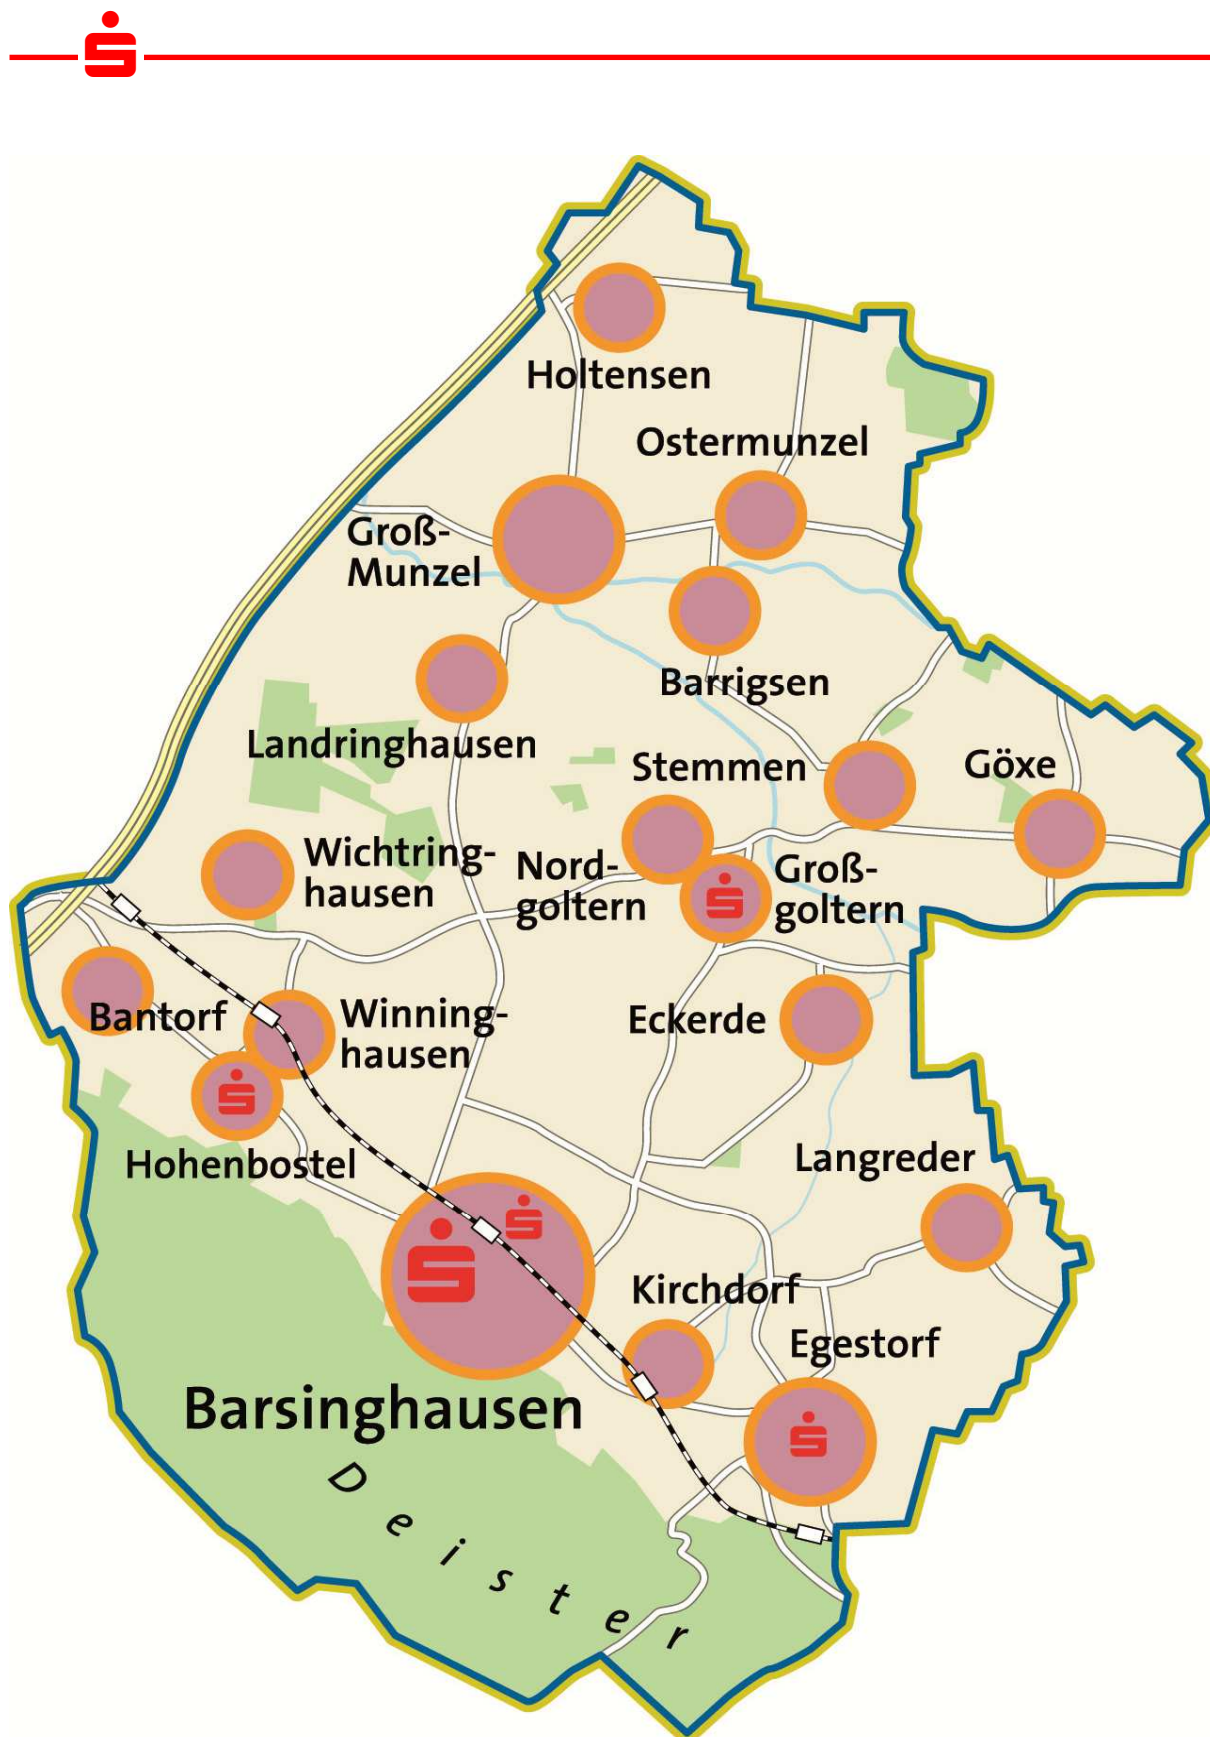 Holtensen
Ostermunzel
Groß-
Munzel
Barrigsen
Landringhausen
Stemmen
Göxe
Wichtring-
hausen
Nord-
goltern
Groß-
goltern
Bantorf
Winning-
hausen
Eckerde
Hohenbostel
Langreder
Kirchdorf
Egestorf
Barsinghausen
Deister